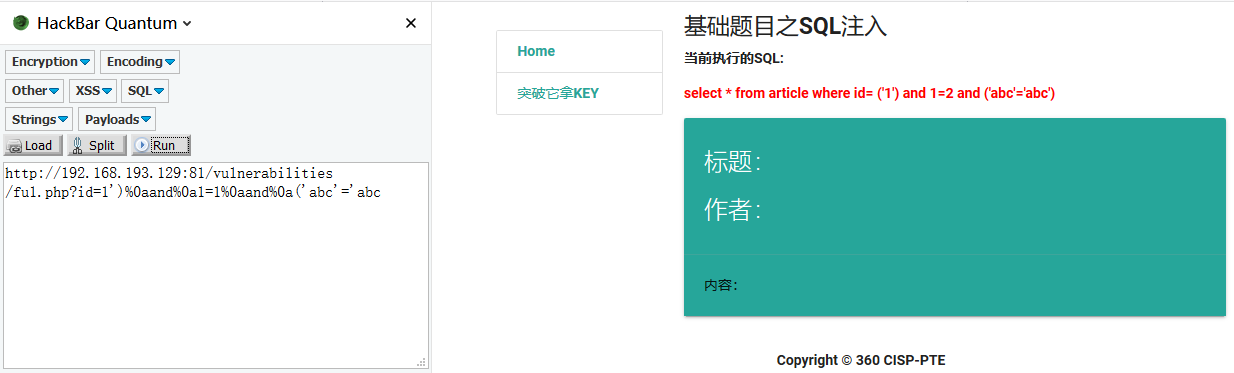 HackBar Quantum
Encryption Encoding
Other XSS SQL
Strings Payloads
Load Split Run
http://192.168.193.129:81/vulnerabilities
/fu1.php?id=1')%0aand%0a1=1%0aand%0a('abc'='abc
Home
突破它拿KEY
基础题目之SQL注入
当前执行的SQL:
select * from article where id= ('1') and 1=2 and ('abc'='abc')
标题：
作者：
内容：
Copyright © 360 CISP-PTE